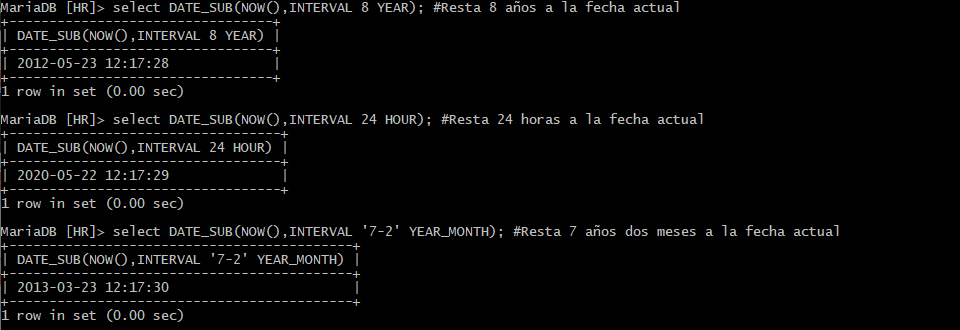 MariaDB [HR]> select DATE_SUB(NOW(),INTERVAL 8 YEAR); #Resta 8 años a la fecha actual
+----------------------------------+
| DATE_SUB(NOW(),INTERVAL 8 YEAR) |
+----------------------------------+
| 2012-05-23 12:17:28             |
+----------------------------------+
1 row in set (0.00 sec)
MariaDB [HR]> select DATE_SUB(NOW(),INTERVAL 24 HOUR); #Resta 24 horas a la fecha actual
+----------------------------------+
| DATE_SUB(NOW(),INTERVAL 24 HOUR) |
+----------------------------------+
| 2020-05-22 12:17:29              |
+----------------------------------+
1 row in set (0.00 sec)
MariaDB [HR]> select DATE_SUB(NOW(),INTERVAL '7-2' YEAR_MONTH); #Resta 7 años dos meses a la fecha actual
+-------------------------------------------+
| DATE_SUB(NOW(),INTERVAL '7-2' YEAR_MONTH) |
+-------------------------------------------+
| 2013-03-23 12:17:30                       |
+-------------------------------------------+
1 row in set (0.00 sec)